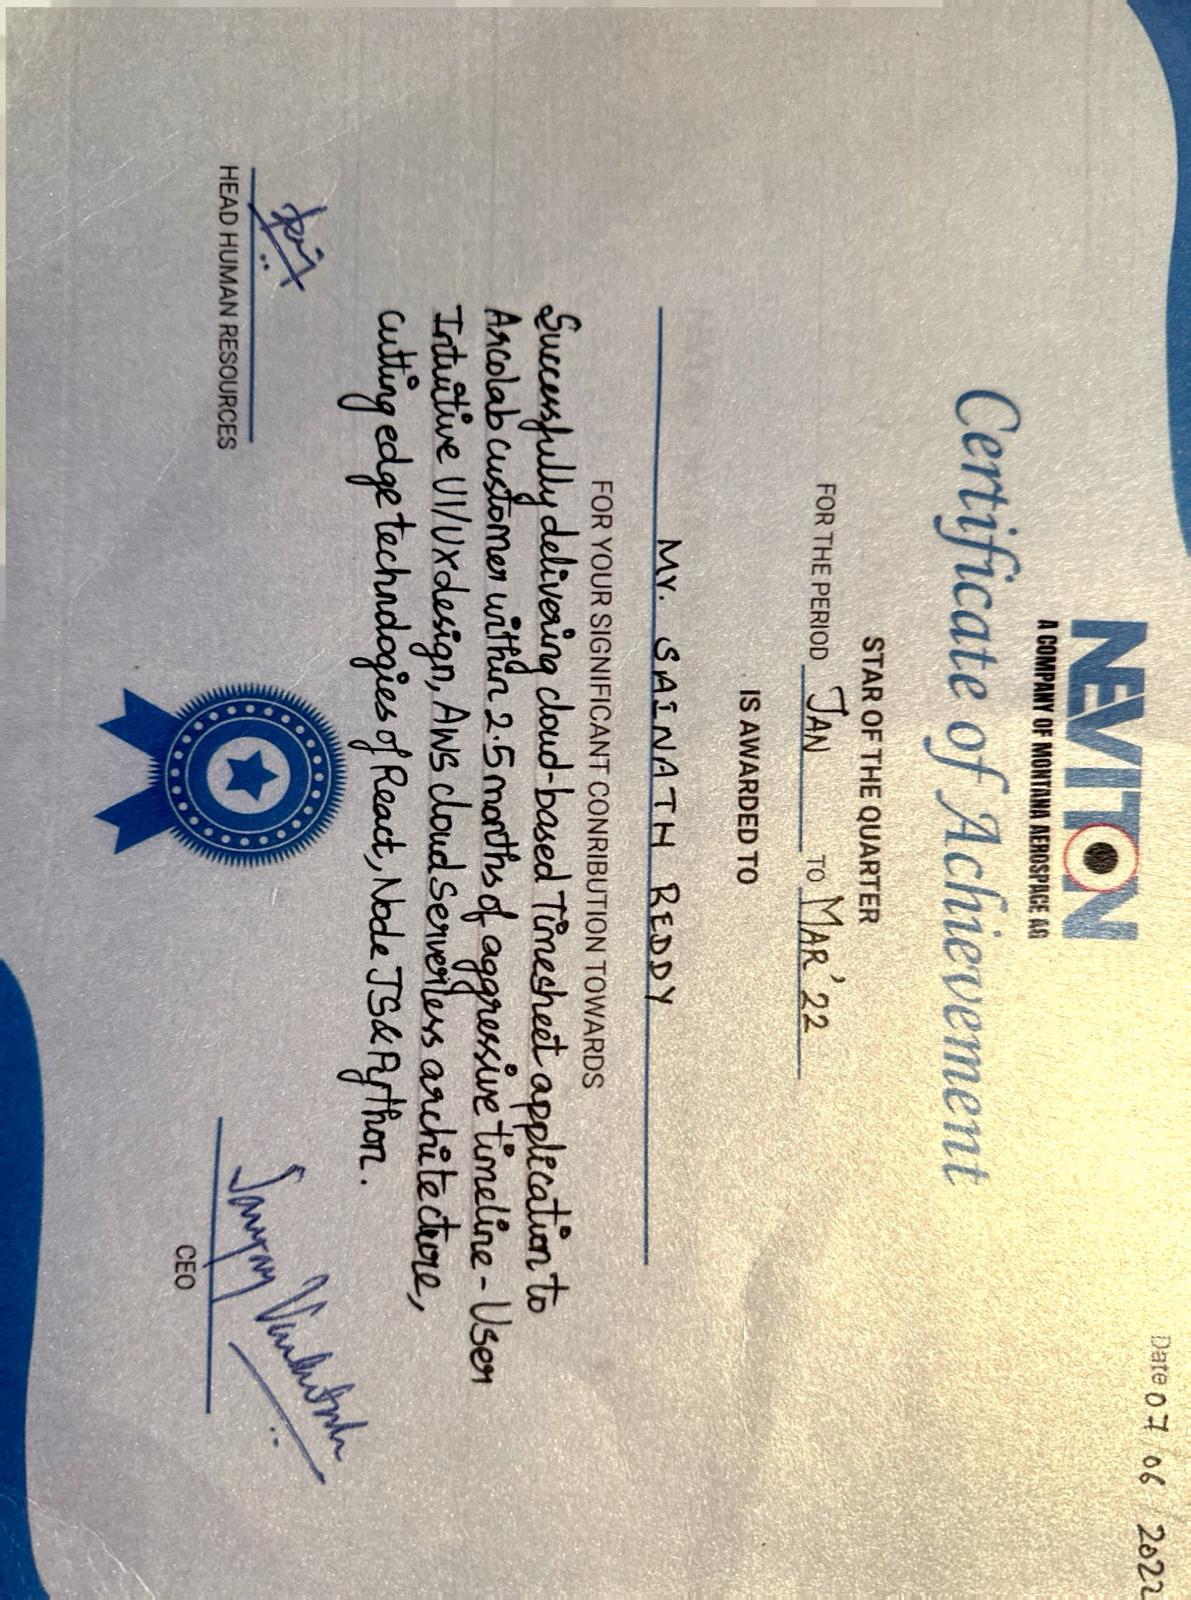 Date 07 06 2022
NEVITON
A COMPANY OF MONTANA AEROSPACE AG
Certificate of Achievement
STAR OF THE QUARTER
FOR THE PERIOD JAN TO MAR'22
IS AWARDED TO
Mr. SAINATH REDDY
FOR YOUR SIGNIFICANT CONRIBUTION TOWARDS
Successfully delivering cloud-based Timesheet application to
Arcolab customer within 2.5 months of aggressive timeline - User
Intuitive UI/UX design, AWS cloud Serverless architecture,
cutting edge technologies of React, Node JS & Python.
HEAD HUMAN RESOURCES
CEO